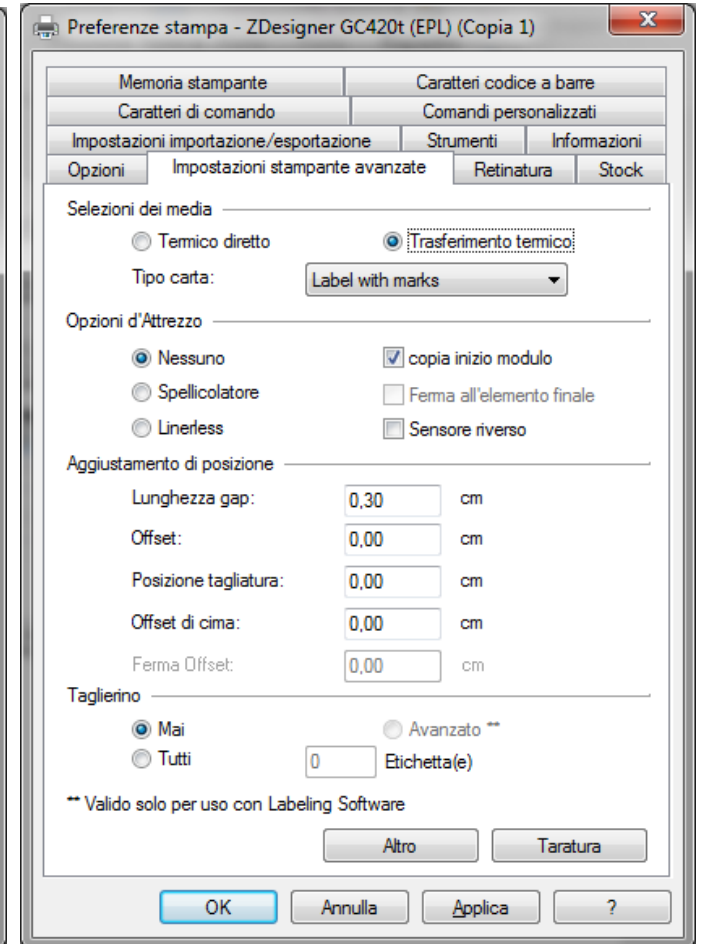 Preferenze stampa - ZDesigner GC420t (EPL) (Copia 1)
Memoria stampante Caratteri codice a barre
Caratteri di comando Comandi personalizzati
Impostazioni importazione/esportazione Strumenti Informazioni
Opzioni Impostazioni stampante avanzate Retinatura Stock
Selezioni dei media
Termico diretto Trasferimento termico
Tipo carta: Label with marks
Opzioni d'Attrezzo
Nessuno copia inizio modulo
Spellicolatore Ferma all'elemento finale
Linerless Sensore riverso
Aggiustamento di posizione
Lunghezza gap: 0,30 cm
Offset: 0,00 cm
Posizione tagliatura: 0,00 cm
Offset di cima: 0,00 cm
Ferma Offset: 0,00 cm
Taglierino
Mai Avanzato **
Tutti 0 Etichetta(e)
** Valido solo per uso con Labeling Software
Altro Taratura
OK Annulla Applica ?